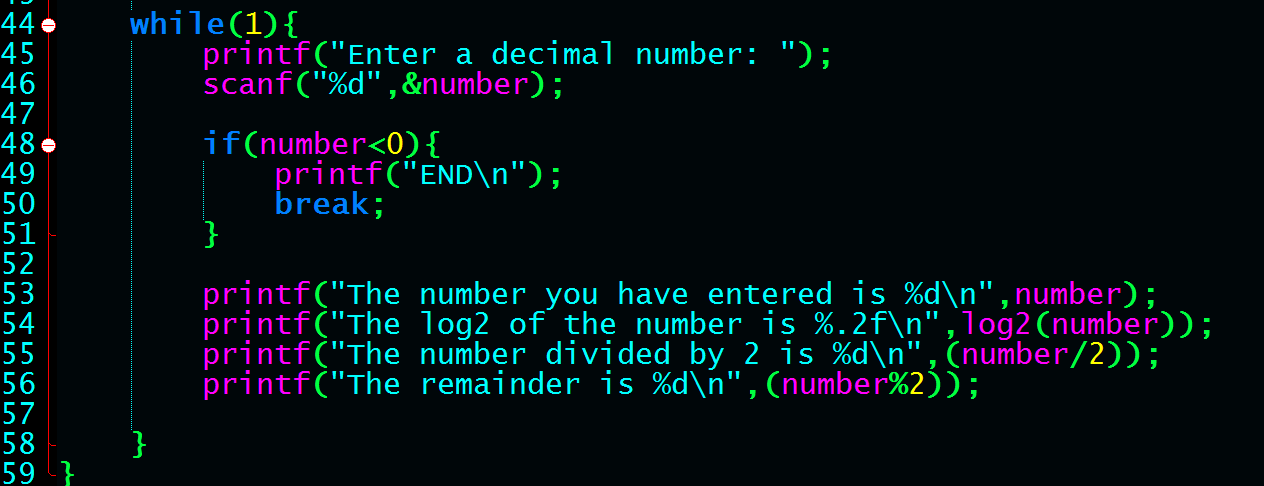 44 while(1){
45 printf("Enter a decimal number: ");
46 scanf("%d",&number);
47
48 if(number<0){
49 printf("END\n");
50 break;
51 }
52
53 printf("The number you have entered is %d\n",number);
54 printf("The log2 of the number is %.2f\n",log2(number));
55 printf("The number divided by 2 is %d\n",(number/2));
56 printf("The remainder is %d\n",(number%2));
57
58 }
59 }